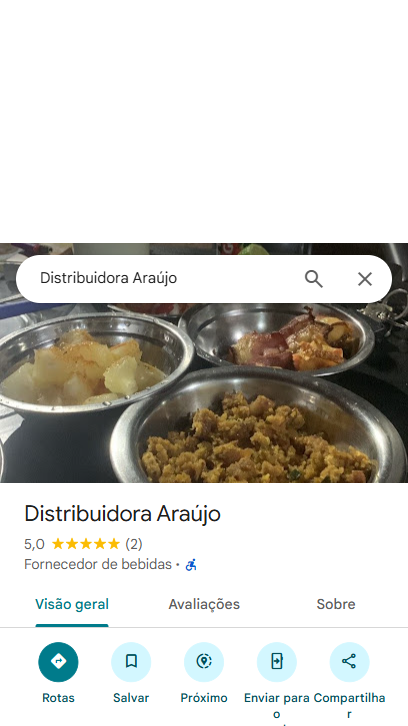 Distribuidora Araújo
Distribuidora Araújo
5,0 (2)
Fornecedor de bebidas ·
Visão geral
Avaliações
Sobre
Rotas
Salvar
Próximo
Enviar para o
Compartilhar